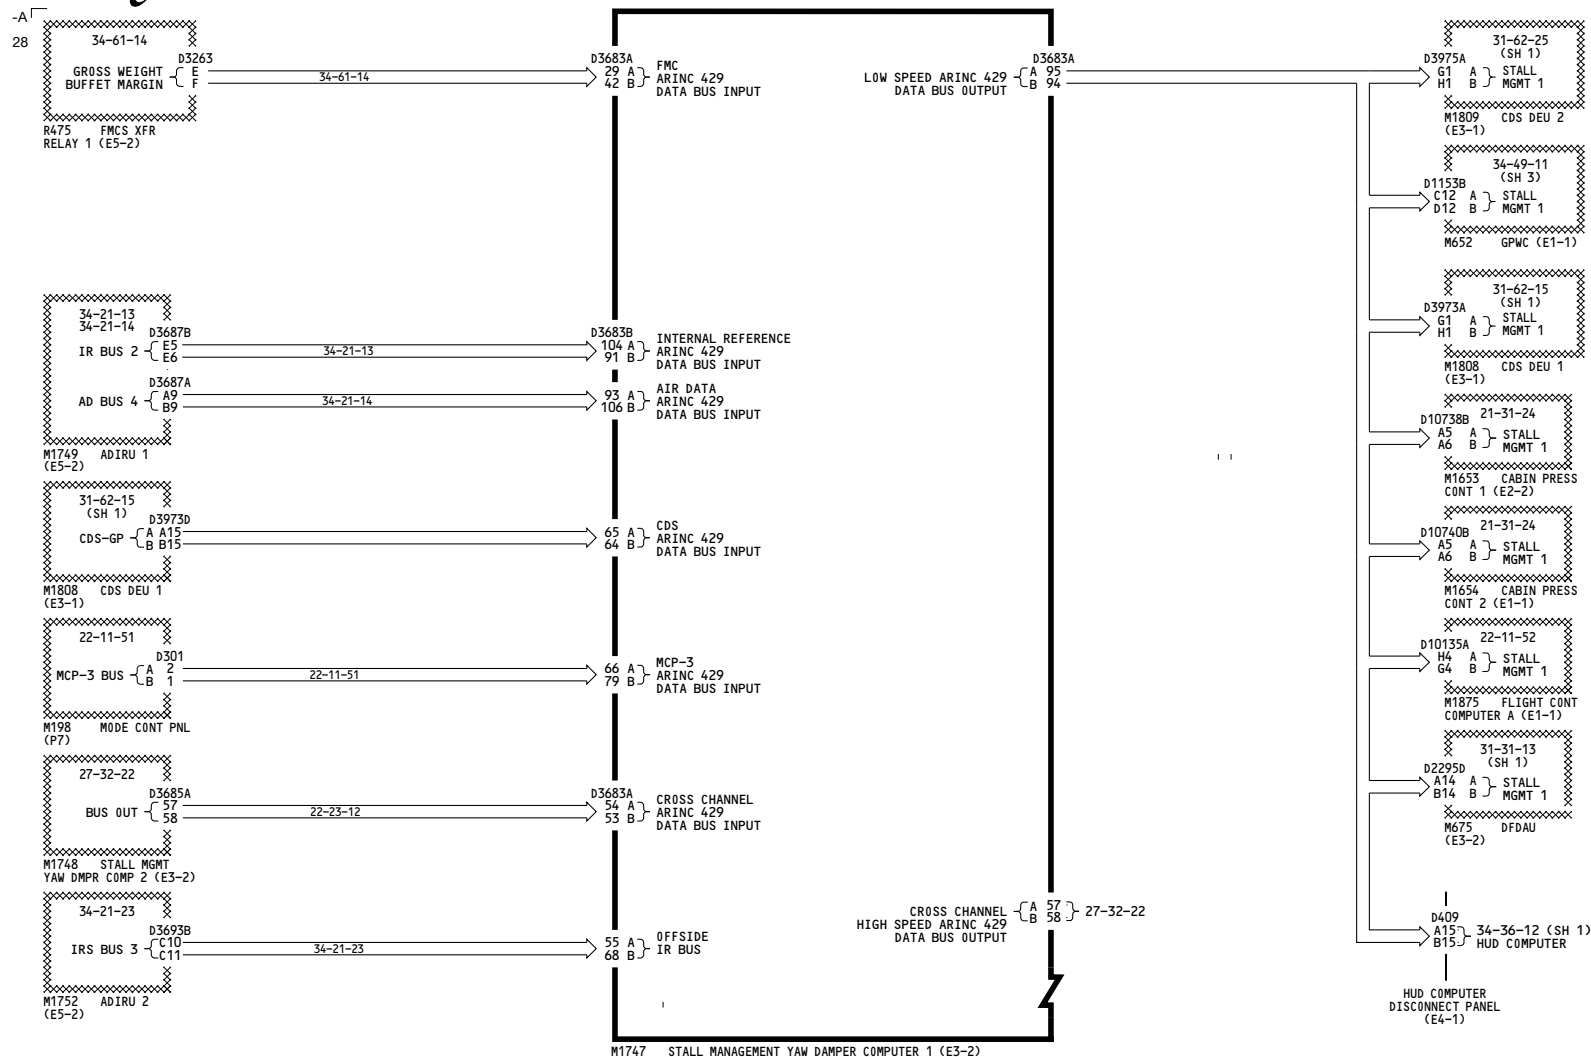 -A
28
34-61-14
D3263
GROSS WEIGHT E
BUFFET MARGIN F
34-61-14
R475 FMCS XFR
RELAY 1 (E5-2)
34-21-13
34-21-14
D3687B
IR BUS 2 E5
E6
34-21-13
D3687A
AD BUS 4 A9
B9
34-21-14
M1749 ADIRU 1
(E5-2)
31-62-15
(SH 1)
D3973D
CDS-GP A A15
B B15
M1808 CDS DEU 1
(E3-1)
22-11-51
D301
MCP-3 BUS A 2
B 1
22-11-51
M198 MODE CONT PNL
(P7)
27-32-22
D3685A
BUS OUT 57
58
22-23-12
M1748 STALL MGMT
YAW DMPR COMP 2 (E3-2)
34-21-23
D3693B
IRS BUS 3 C10
C11
34-21-23
M1752 ADIRU 2
(E5-2)
D3683A
29 A FMC
42 B ARINC 429
DATA BUS INPUT
D3683B
104 A INTERNAL REFERENCE
91 B ARINC 429
DATA BUS INPUT
93 A AIR DATA
106 B ARINC 429
DATA BUS INPUT
65 A CDS
64 B ARINC 429
DATA BUS INPUT
66 A MCP-3
79 B ARINC 429
DATA BUS INPUT
D3683A
54 A CROSS CHANNEL
53 B ARINC 429
DATA BUS INPUT
55 A OFFSIDE
68 B IR BUS
D3683A
LOW SPEED ARINC 429 A 95
DATA BUS OUTPUT B 94
CROSS CHANNEL A 57
HIGH SPEED ARINC 429 B 58
DATA BUS OUTPUT
27-32-22
M1747 STALL MANAGEMENT YAW DAMPER COMPUTER 1 (E3-2)
31-62-25
(SH 1)
D3975A
G1 A STALL
H1 B MGMT 1
M1809 CDS DEU 2
(E3-1)
34-49-11
(SH 3)
D1153B
C12 A STALL
D12 B MGMT 1
M652 GPWC (E1-1)
31-62-15
(SH 1)
D3973A
G1 A STALL
H1 B MGMT 1
M1808 CDS DEU 1
(E3-1)
21-31-24
D10738B
A5 A STALL
A6 B MGMT 1
M1653 CABIN PRESS
CONT 1 (E2-2)
21-31-24
D10740B
A5 A STALL
A6 B MGMT 1
M1654 CABIN PRESS
CONT 2 (E1-1)
22-11-52
D10135A
H4 A STALL
G4 B MGMT 1
M1875 FLIGHT CONT
COMPUTER A (E1-1)
31-31-13
(SH 1)
D2295D
A14 A STALL
B14 B MGMT 1
M675 DFDAU
(E3-2)
D409
A15 34-36-12 (SH 1)
B15 HUD COMPUTER
HUD COMPUTER
DISCONNECT PANEL
(E4-1)